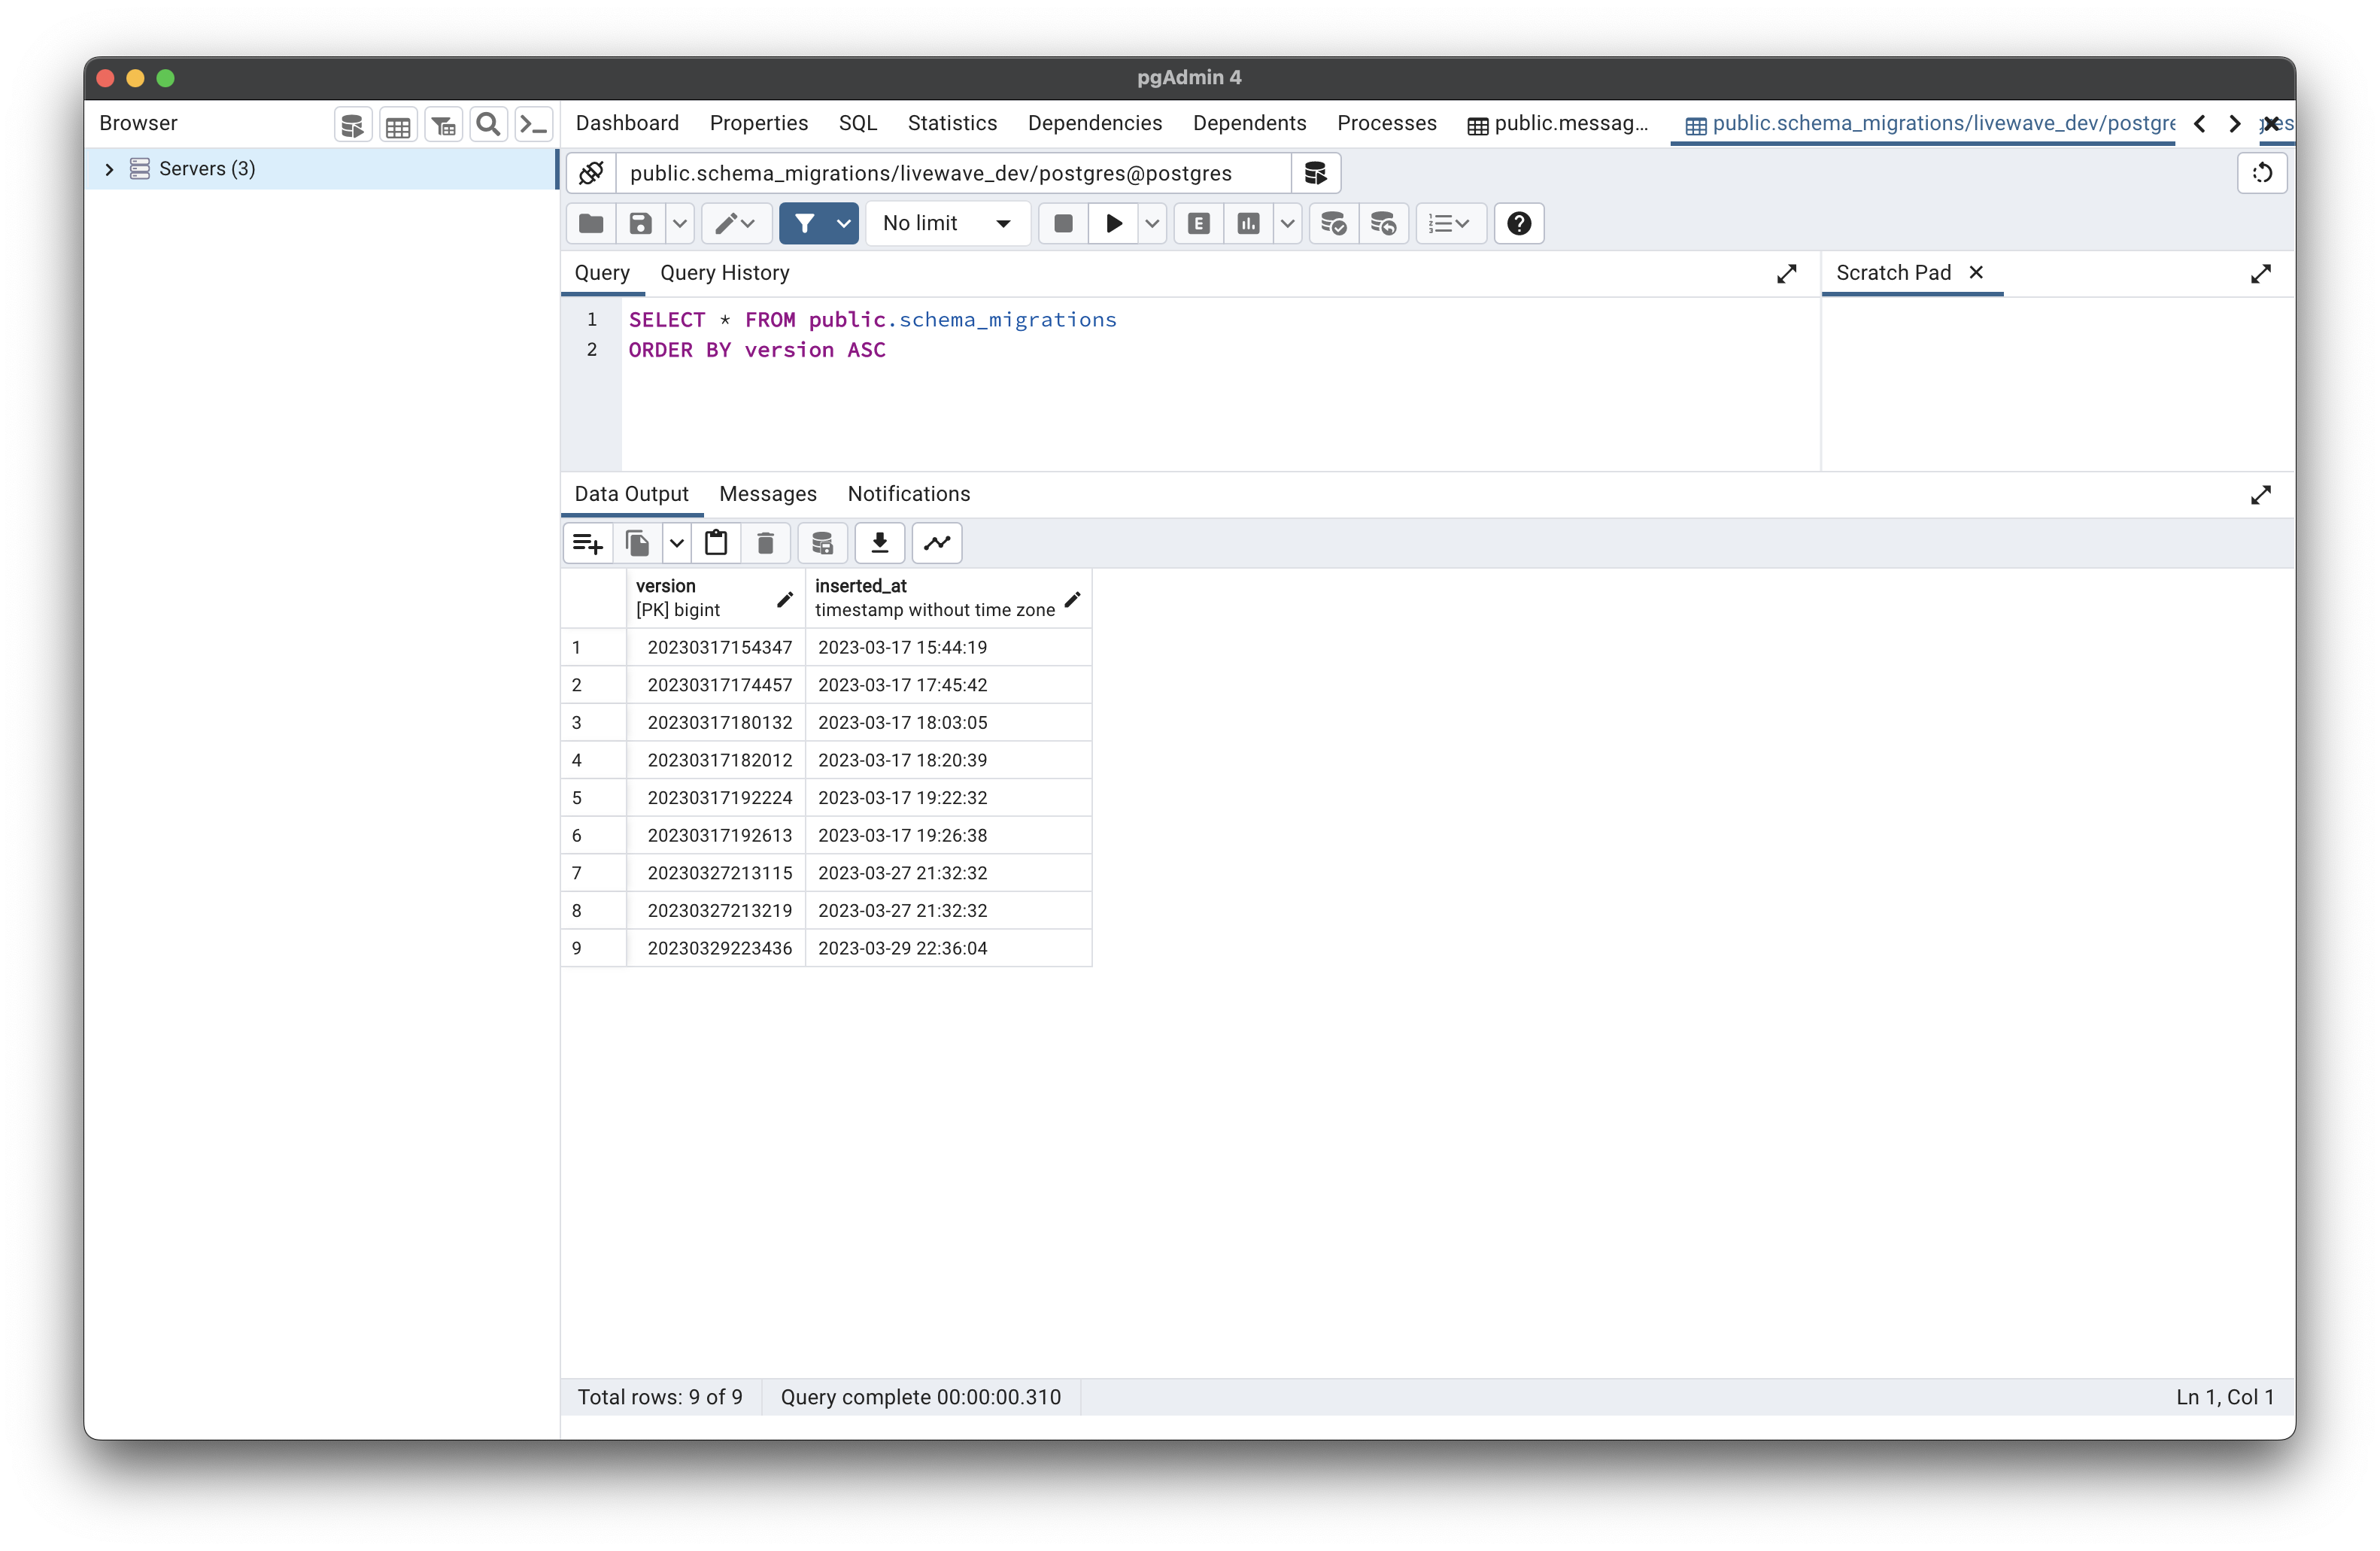 pgAdmin 4
Browser
Servers (3)
Dashboard Properties SQL Statistics Dependencies Dependents Processes public.messag... public.schema_migrations/livewave_dev/postgre
public.schema_migrations/livewave_dev/postgres@postgres
No limit
E
Query Query History Scratch Pad
1 SELECT * FROM public.schema_migrations
2 ORDER BY version ASC
Data Output Messages Notifications
version inserted_at
[PK] bigint timestamp without time zone
1 20230317154347 2023-03-17 15:44:19
2 20230317174457 2023-03-17 17:45:42
3 20230317180132 2023-03-17 18:03:05
4 20230317182012 2023-03-17 18:20:39
5 20230317192224 2023-03-17 19:22:32
6 20230317192613 2023-03-17 19:26:38
7 20230327213115 2023-03-27 21:32:32
8 20230327213219 2023-03-27 21:32:32
9 20230329223436 2023-03-29 22:36:04
Total rows: 9 of 9 Query complete 00:00:00.310 Ln 1, Col 1